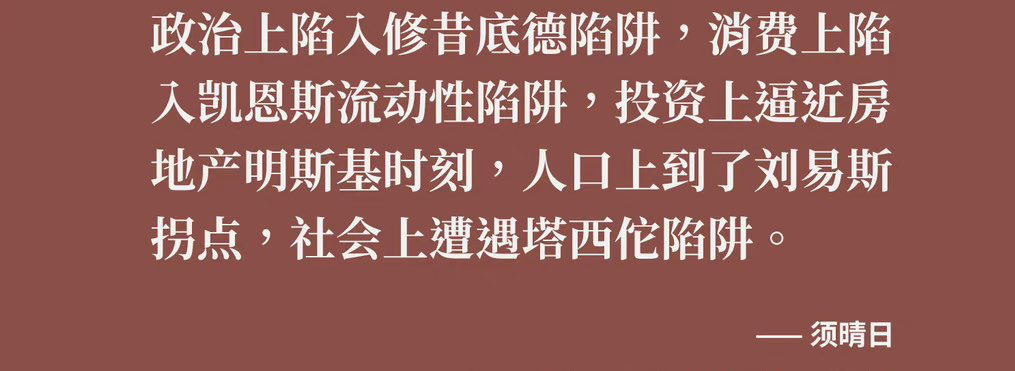 政治上陷入修昔底德陷阱，消费上陷
入凯恩斯流动性陷阱，投资上逼近房
地产明斯基时刻，人口上到了刘易斯
拐点，社会上遭遇塔西佗陷阱。
—— 须晴日